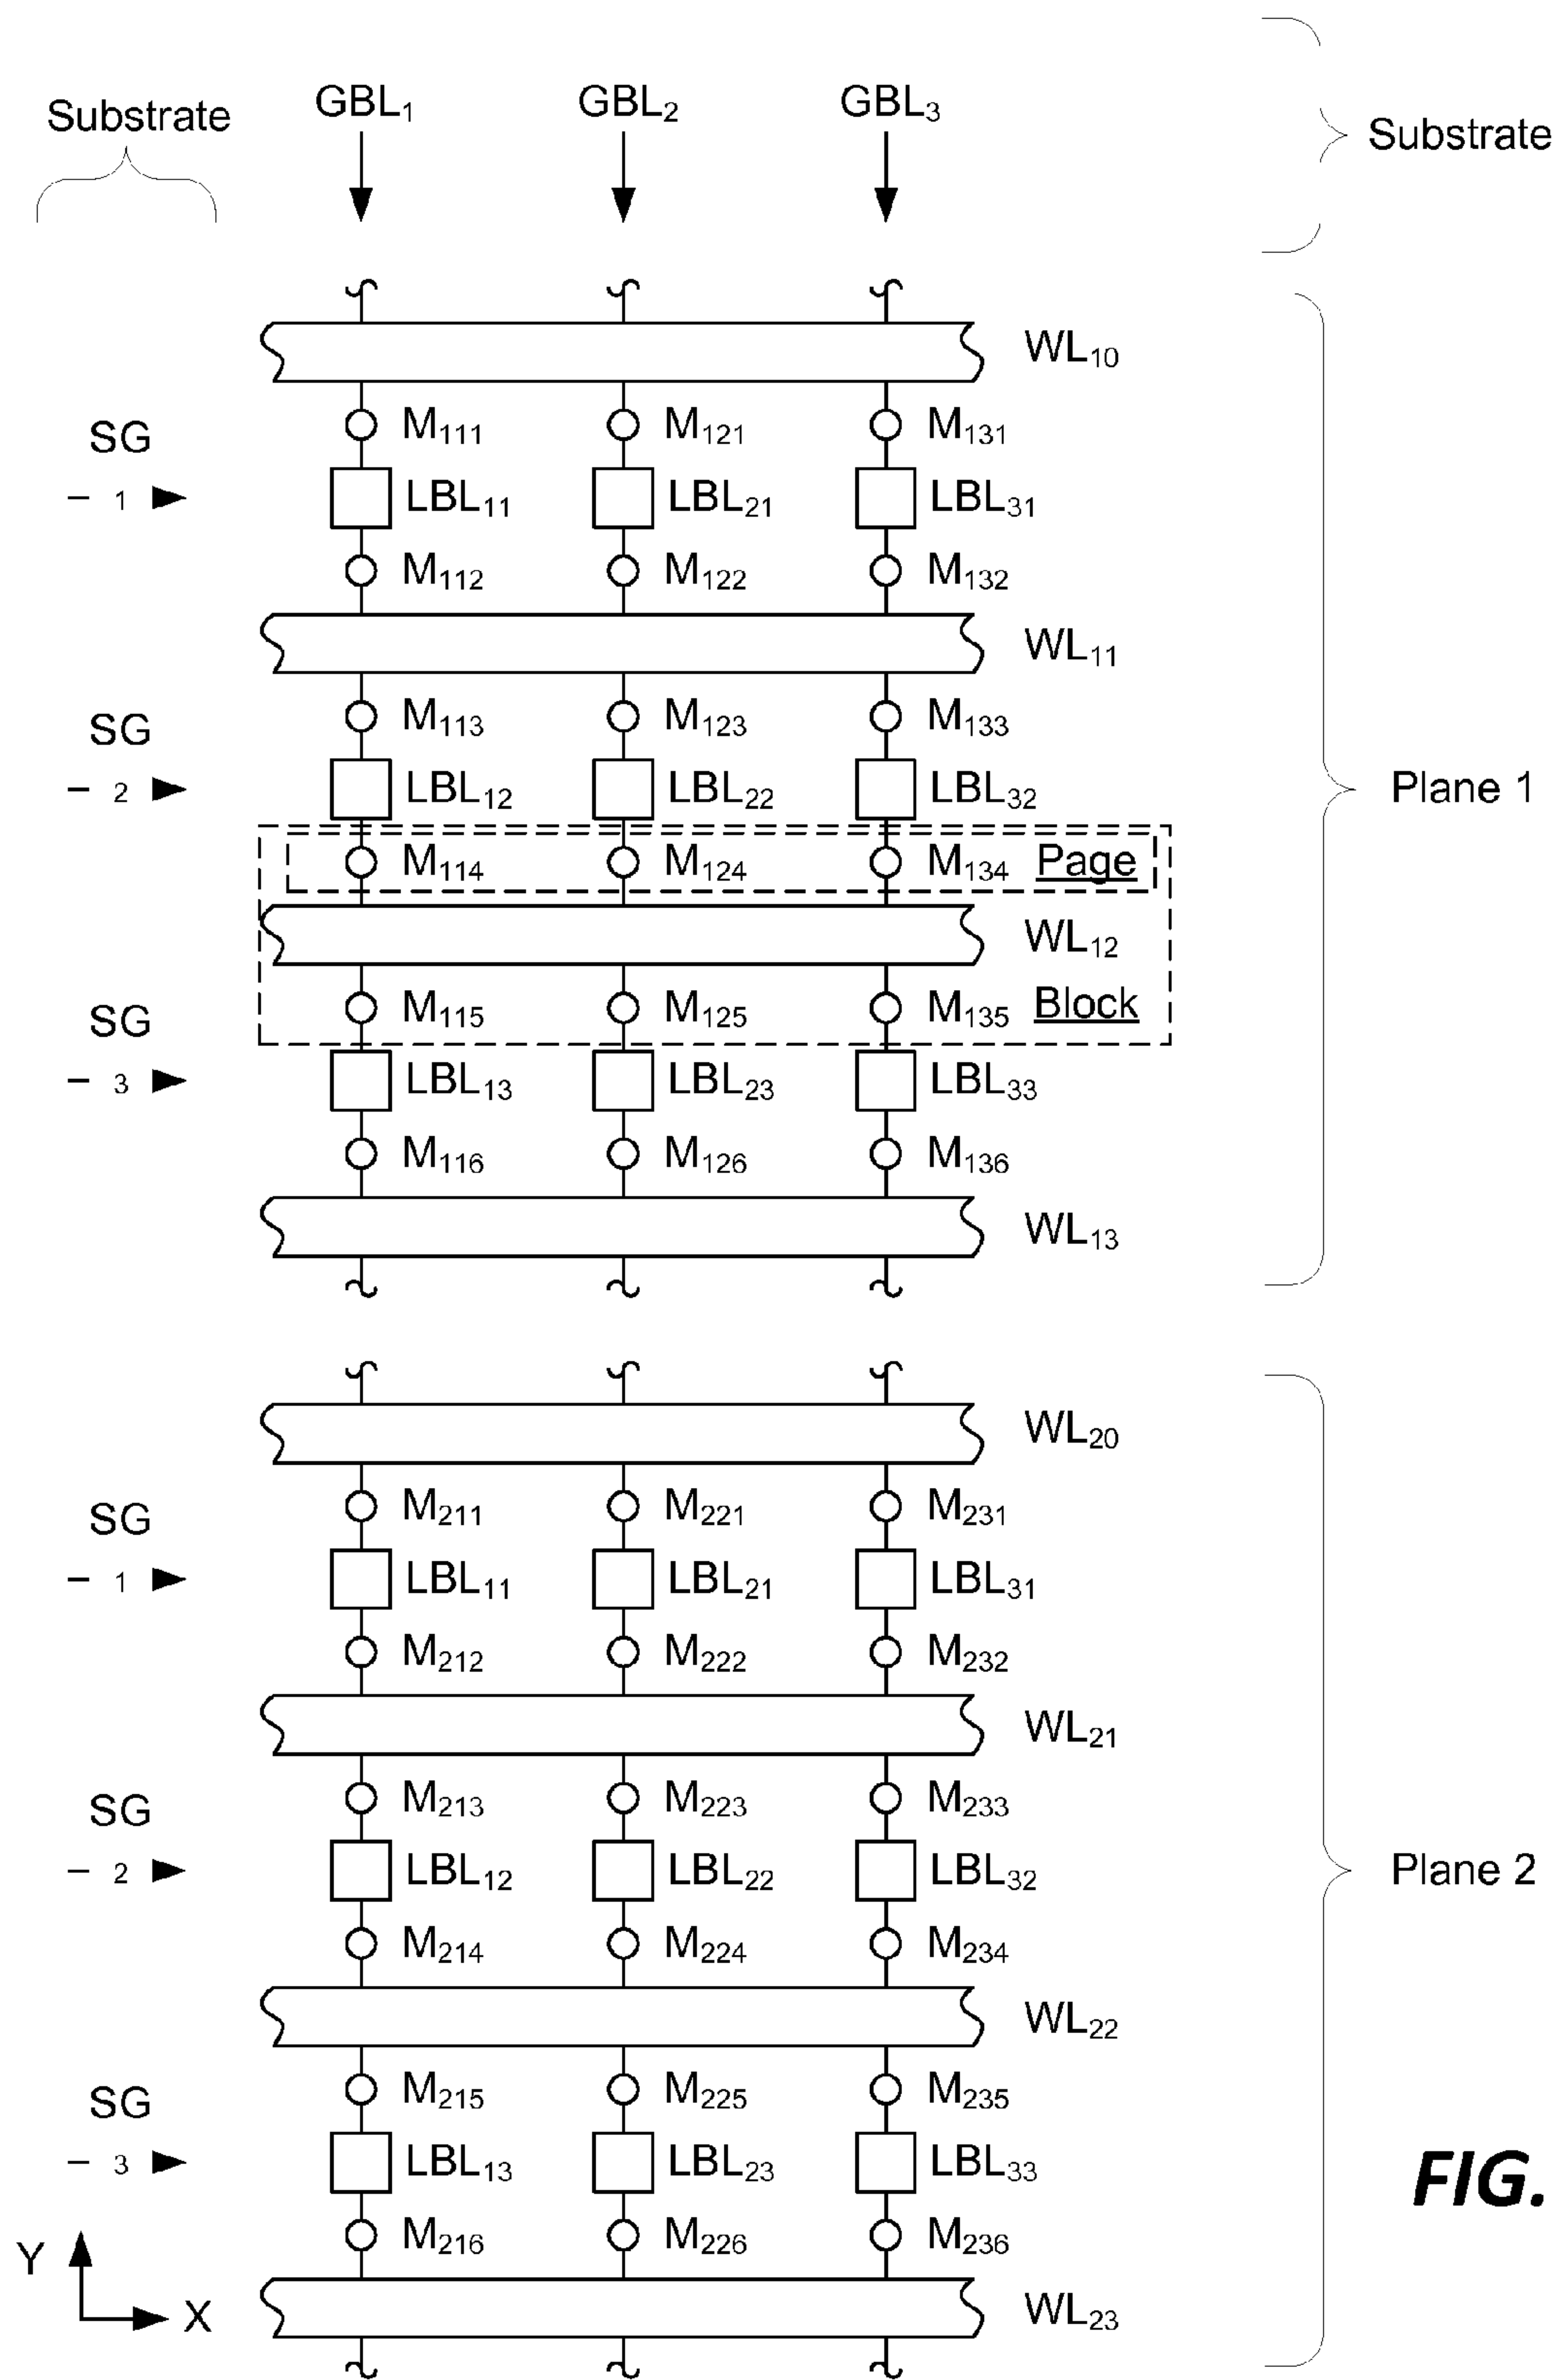 Substrate GBL₁ GBL₂ GBL₃ Substrate
WL₁₀
SG M₁₁₁ M₁₂₁ M₁₃₁
1 LBL₁₁ LBL₂₁ LBL₃₁
M₁₁₂ M₁₂₂ M₁₃₂
WL₁₁
SG M₁₁₃ M₁₂₃ M₁₃₃
2 LBL₁₂ LBL₂₂ LBL₃₂ Plane 1
M₁₁₄ M₁₂₄ M₁₃₄ Page
WL₁₂
SG M₁₁₅ M₁₂₅ M₁₃₅ Block
3 LBL₁₃ LBL₂₃ LBL₃₃
M₁₁₆ M₁₂₆ M₁₃₆
WL₁₃
WL₂₀
SG M₂₁₁ M₂₂₁ M₂₃₁
1 LBL₁₁ LBL₂₁ LBL₃₁
M₂₁₂ M₂₂₂ M₂₃₂
WL₂₁
SG M₂₁₃ M₂₂₃ M₂₃₃
2 LBL₁₂ LBL₂₂ LBL₃₂ Plane 2
M₂₁₄ M₂₂₄ M₂₃₄
WL₂₂
SG M₂₁₅ M₂₂₅ M₂₃₅
3 LBL₁₃ LBL₂₃ LBL₃₃ FIG.
M₂₁₆ M₂₂₆ M₂₃₆
Y
X WL₂₃